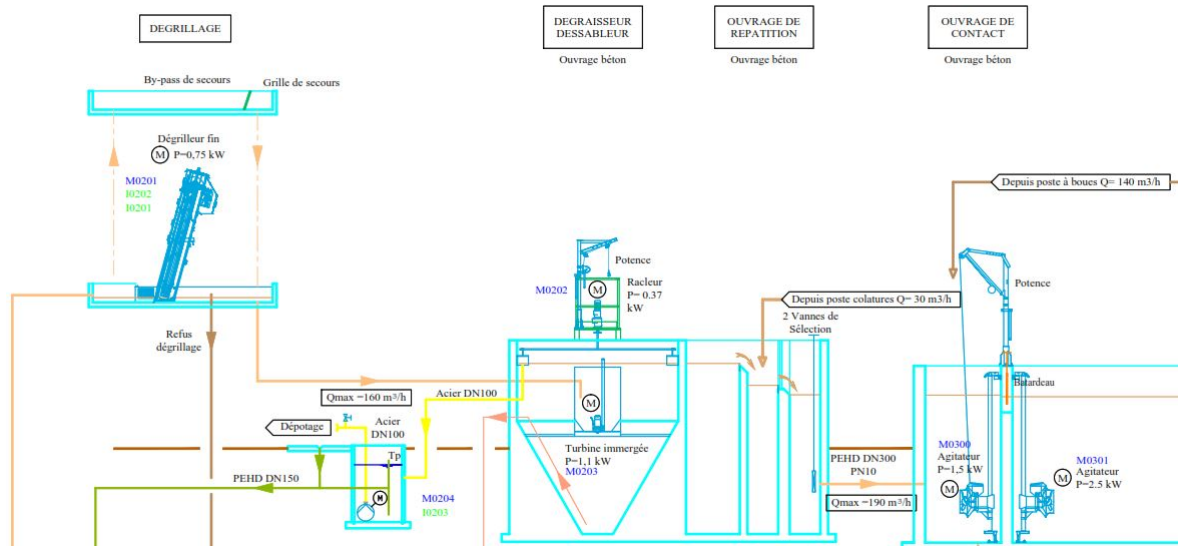 DEGRILLAGE
DEGRAISSEUR
DESSABLEUR
Ouvrage béton
OUVRAGE DE
REPATITION
Ouvrage béton
OUVRAGE DE
CONTACT
Ouvrage béton
By-pass de secours
Grille de secours
Dégrilleur fin
M P=0,75 kW
M0201
I0202
I0201
Depuis poste à boues Q= 140 m3/h
Potence
M0202
M
Racleur
P= 0.37
kW
Potence
Depuis poste colatures Q= 30 m3/h
2 Vannes de
Sélection
Refus
dégrillage
Qmax =160 m³/h
Acier DN100
Batardeau
Dépotage
Acier
DN100
M
Tp
Turbine immergée
P=1,1 kW
M0203
PEHD DN300
PN10
M0300
Agitateur
P=1,5 kW
M
M0301
Agitateur
M P=2.5 kW
PEHD DN150
M
M0204
I0203
Qmax =190 m³/h